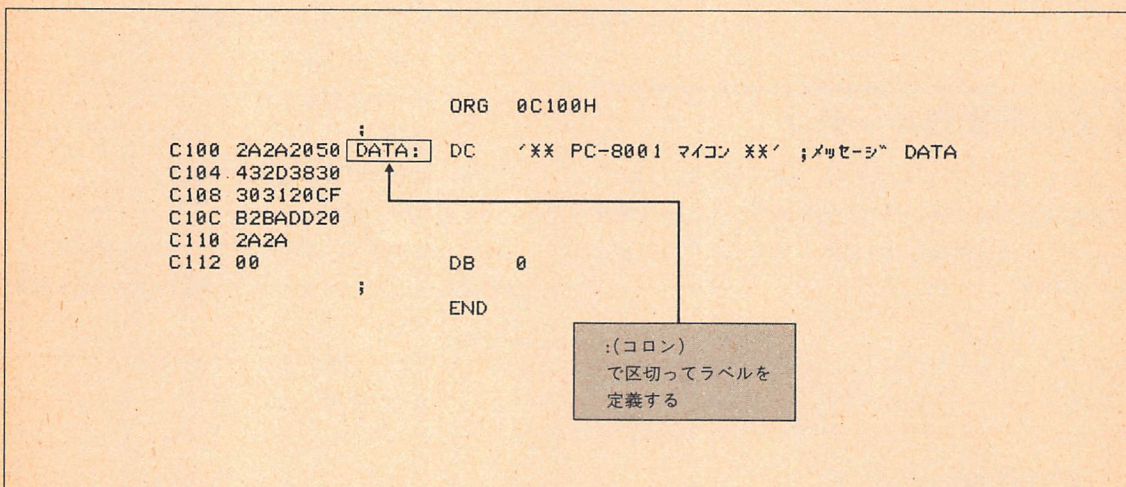 ORG 0C100H
;
C100 2A2A2050 DATA: DC '** PC-8001 マイコン **' ;メッセージ DATA
C104 432D3830
C108 303120CF
C10C B2BADD20
C110 2A2A
C112 00 DB 0
;
END
:(コロン)
で区切ってラベルを
定義する